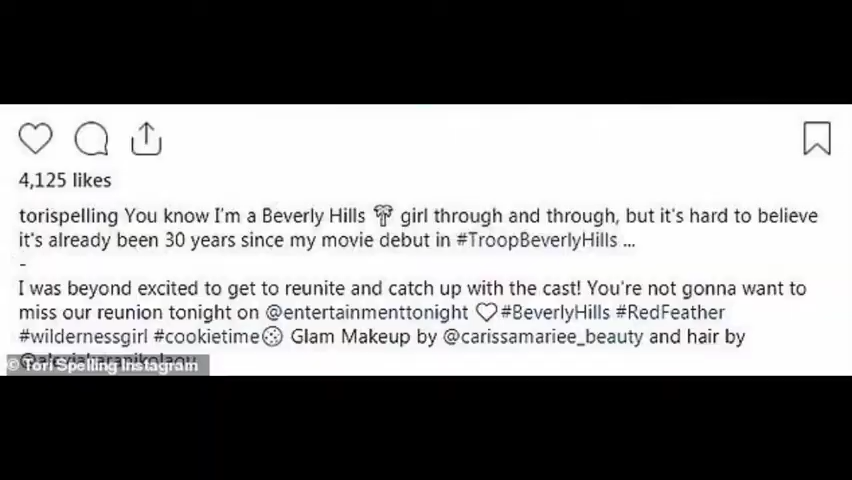 4,125 likes
torispelling You know I'm a Beverly Hills 🌴 girl through and through, but it's hard to believe
it's already been 30 years since my movie debut in #TroopBeverlyHills ...
-
I was beyond excited to get to reunite and catch up with the cast! You're not gonna want to
miss our reunion tonight on @entertainmenttonight ♡#BeverlyHills #RedFeather
#wildernessgirl #cookietime🍪 Glam Makeup by @carissamariee_beauty and hair by
© Tori Spelling Instagram